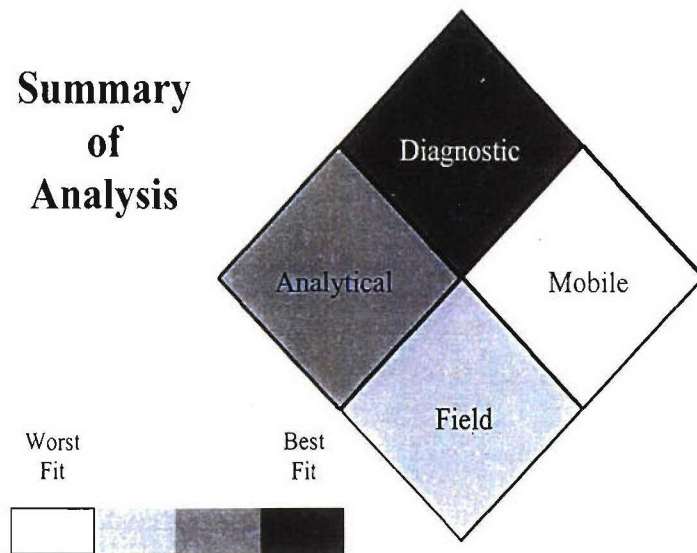 Summary
of
Analysis
Diagnostic
Analytical
Mobile
Field
Worst
Fit
Best
Fit